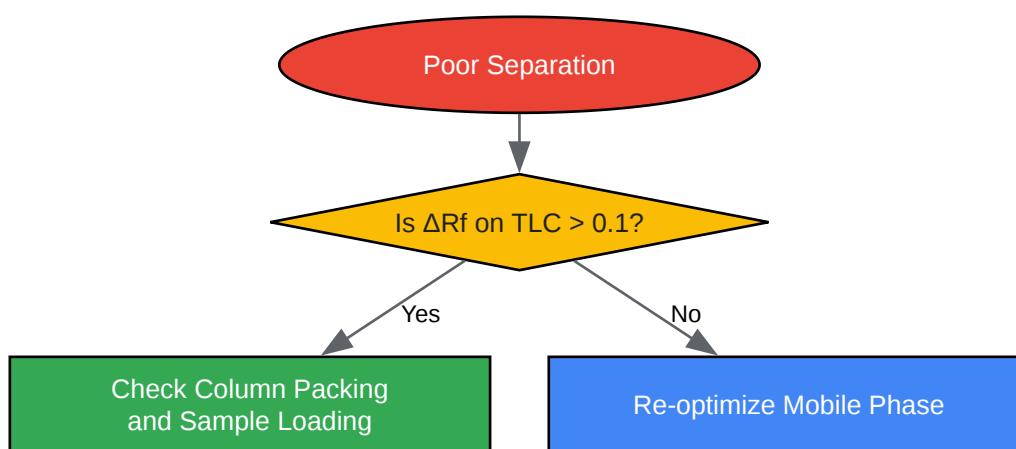 Poor Separation
Is ΔRf on TLC > 0.1?
Yes
No
Check Column Packing
and Sample Loading
Re-optimize Mobile Phase